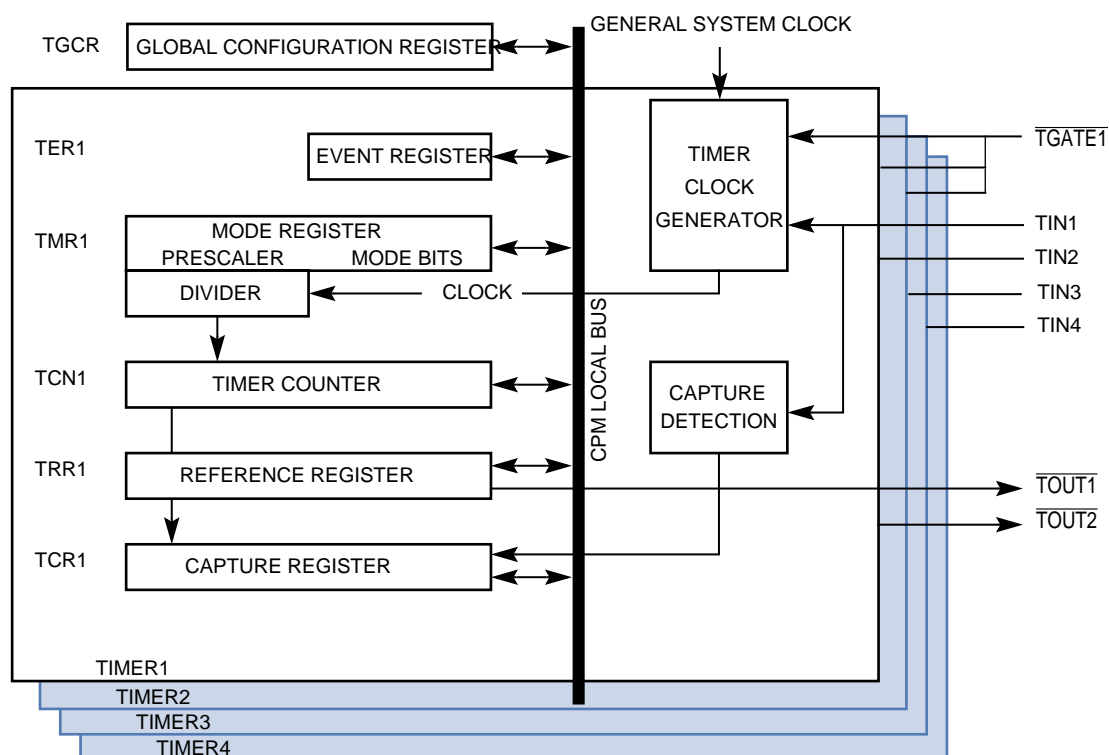 GENERAL SYSTEM CLOCK
TGCR
GLOBAL CONFIGURATION REGISTER
TER1
EVENT REGISTER
TIMER
CLOCK
GENERATOR
TGATE1
TMR1
MODE REGISTER
PRESCALER MODE BITS
DIVIDER
CLOCK
TIN1
TIN2
TIN3
TIN4
CPM LOCAL BUS
TCN1
TIMER COUNTER
CAPTURE
DETECTION
TRR1
REFERENCE REGISTER
TOUT1
TOUT2
TCR1
CAPTURE REGISTER
TIMER1
TIMER2
TIMER3
TIMER4